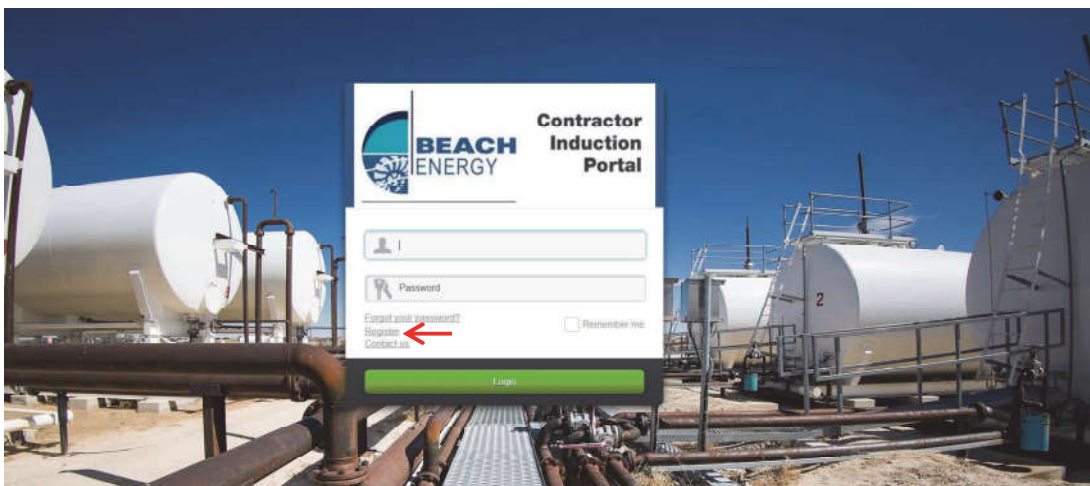 BEACH
ENERGY
Contractor
Induction
Portal
Password
Forgot your password?
Register
Contact us
Remember me
Login
2